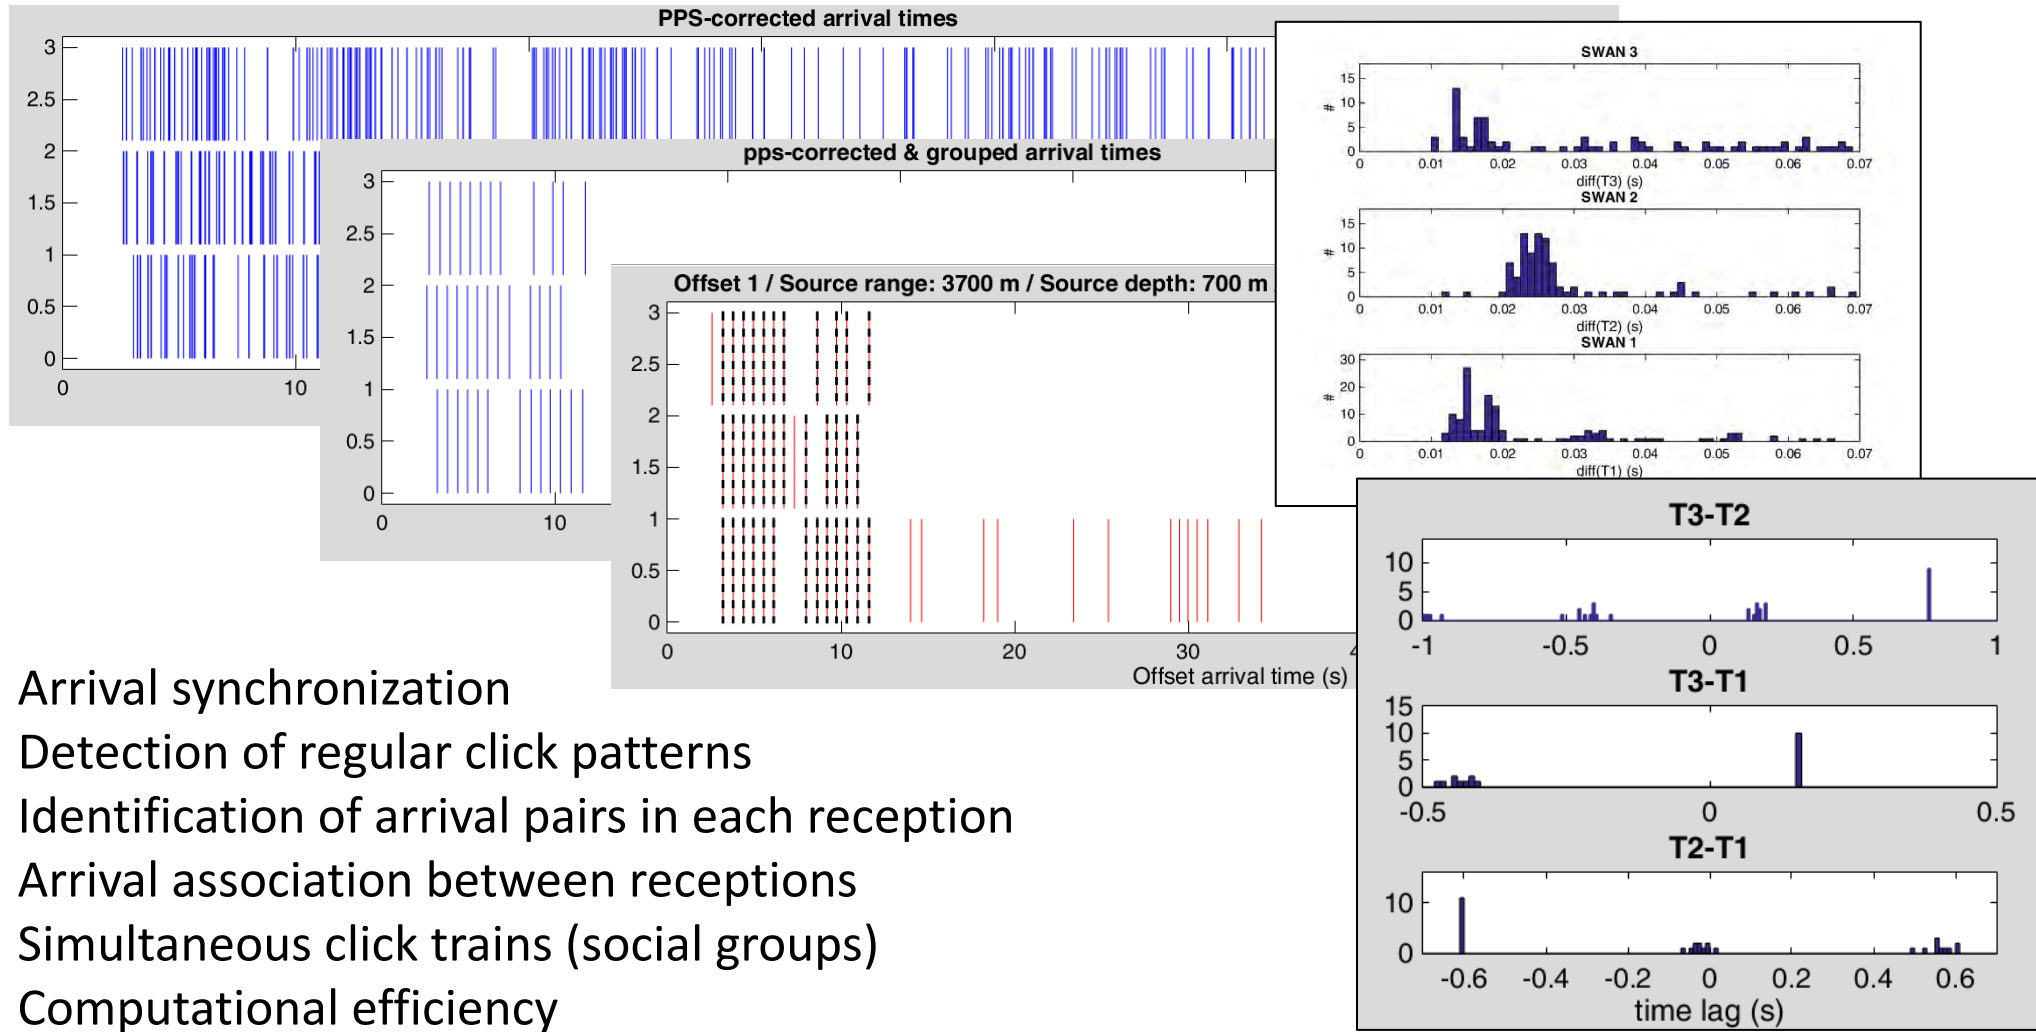 PPS-corrected arrival times
3
2.5
2
1.5
1
0.5
0
0 10
pps-corrected & grouped arrival times
3
2.5
2
1.5
1
0.5
0
0 10
Offset 1 / Source range: 3700 m / Source depth: 700 m
3
2.5
2
1.5
1
0.5
0
0 10 20 30
Offset arrival time (s)
SWAN 3
#
15
10
5
0
0 0.01 0.02 0.03 0.04 0.05 0.06 0.07
diff(T3) (s)
SWAN 2
#
15
10
5
0
0 0.01 0.02 0.03 0.04 0.05 0.06 0.07
diff(T2) (s)
SWAN 1
#
30
20
10
0
0 0.01 0.02 0.03 0.04 0.05 0.06 0.07
diff(T1) (s)
T3-T2
10
5
0
-1 -0.5 0 0.5 1
T3-T1
15
10
5
0
-0.5 0 0.5
T2-T1
10
0
-0.6 -0.4 -0.2 0 0.2 0.4 0.6
time lag (s)
Arrival synchronization
Detection of regular click patterns
Identification of arrival pairs in each reception
Arrival association between receptions
Simultaneous click trains (social groups)
Computational efficiency